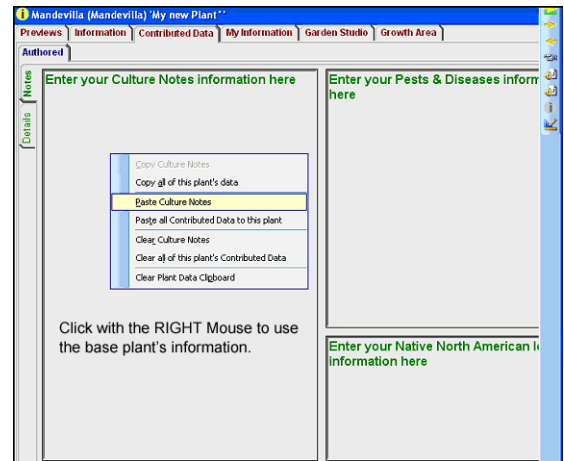 Mandevilla (Mandevilla) 'My new Plant*'
Previews Information Contributed Data My Information Garden Studio Growth Area
Authored
Notes
Details
Enter your Culture Notes information here
Copy Culture Notes
Copy all of this plant's data
Paste Culture Notes
Paste all Contributed Data to this plant
Clear Culture Notes
Clear all of this plant's Contributed Data
Clear Plant Data Clipboard
Click with the RIGHT Mouse to use
the base plant's information.
Enter your Pests & Diseases inform
here
Enter your Native North American l
information here